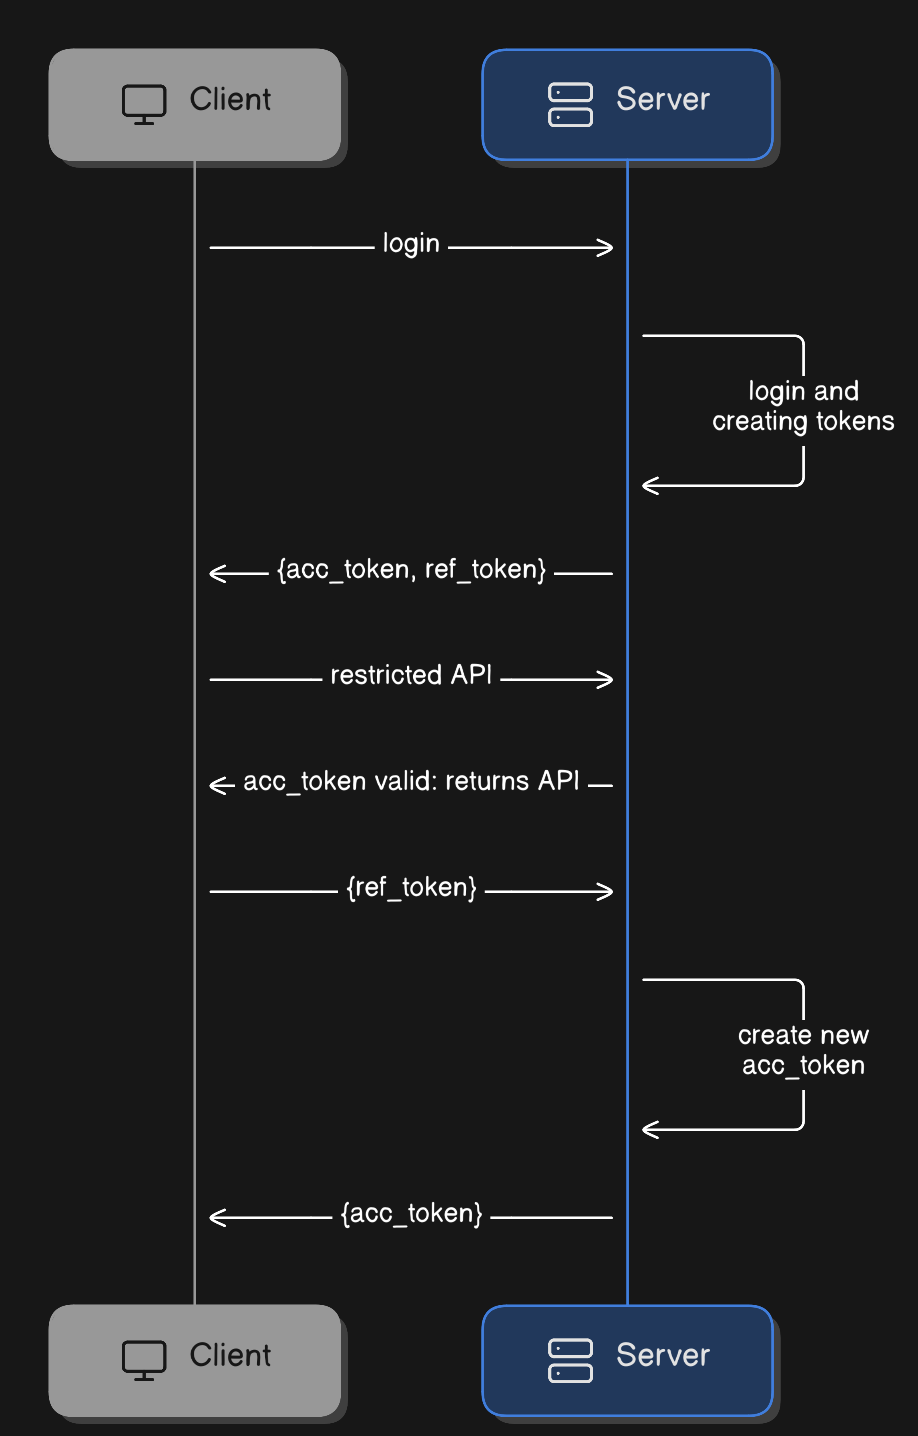 Client
Server
login
login and
creating tokens
{acc_token, ref_token}
restricted API
acc_token valid: returns API
{ref_token}
create new
acc_token
{acc_token}
Client
Server